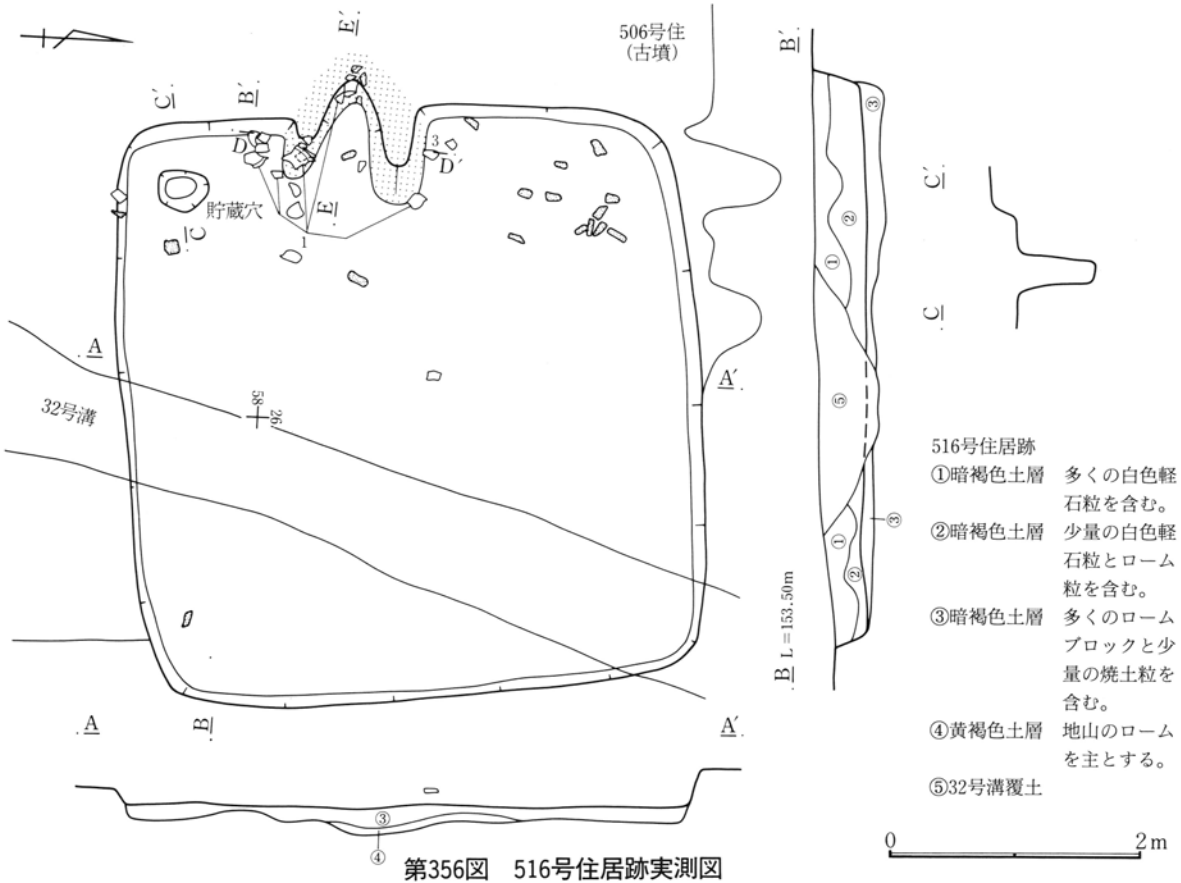 E′
506号住
(古墳)
B′
C′
B′
③
D
3
D′
C′
貯蔵穴
E
②
C
1
①
C
A
A′
58
26
32号溝
⑤
516号住居跡
①暗褐色土層 多くの白色軽
石粒を含む。
②暗褐色土層 少量の白色軽
石粒とローム
粒を含む。
③暗褐色土層 多くのローム
ブロックと少
量の焼土粒を
含む。
④黄褐色土層 地山のローム
を主とする。
⑤32号溝覆土
③
①
②
B L=153.50m
A
B
A′
③
④
0 2m
第356図 516号住居跡実測図